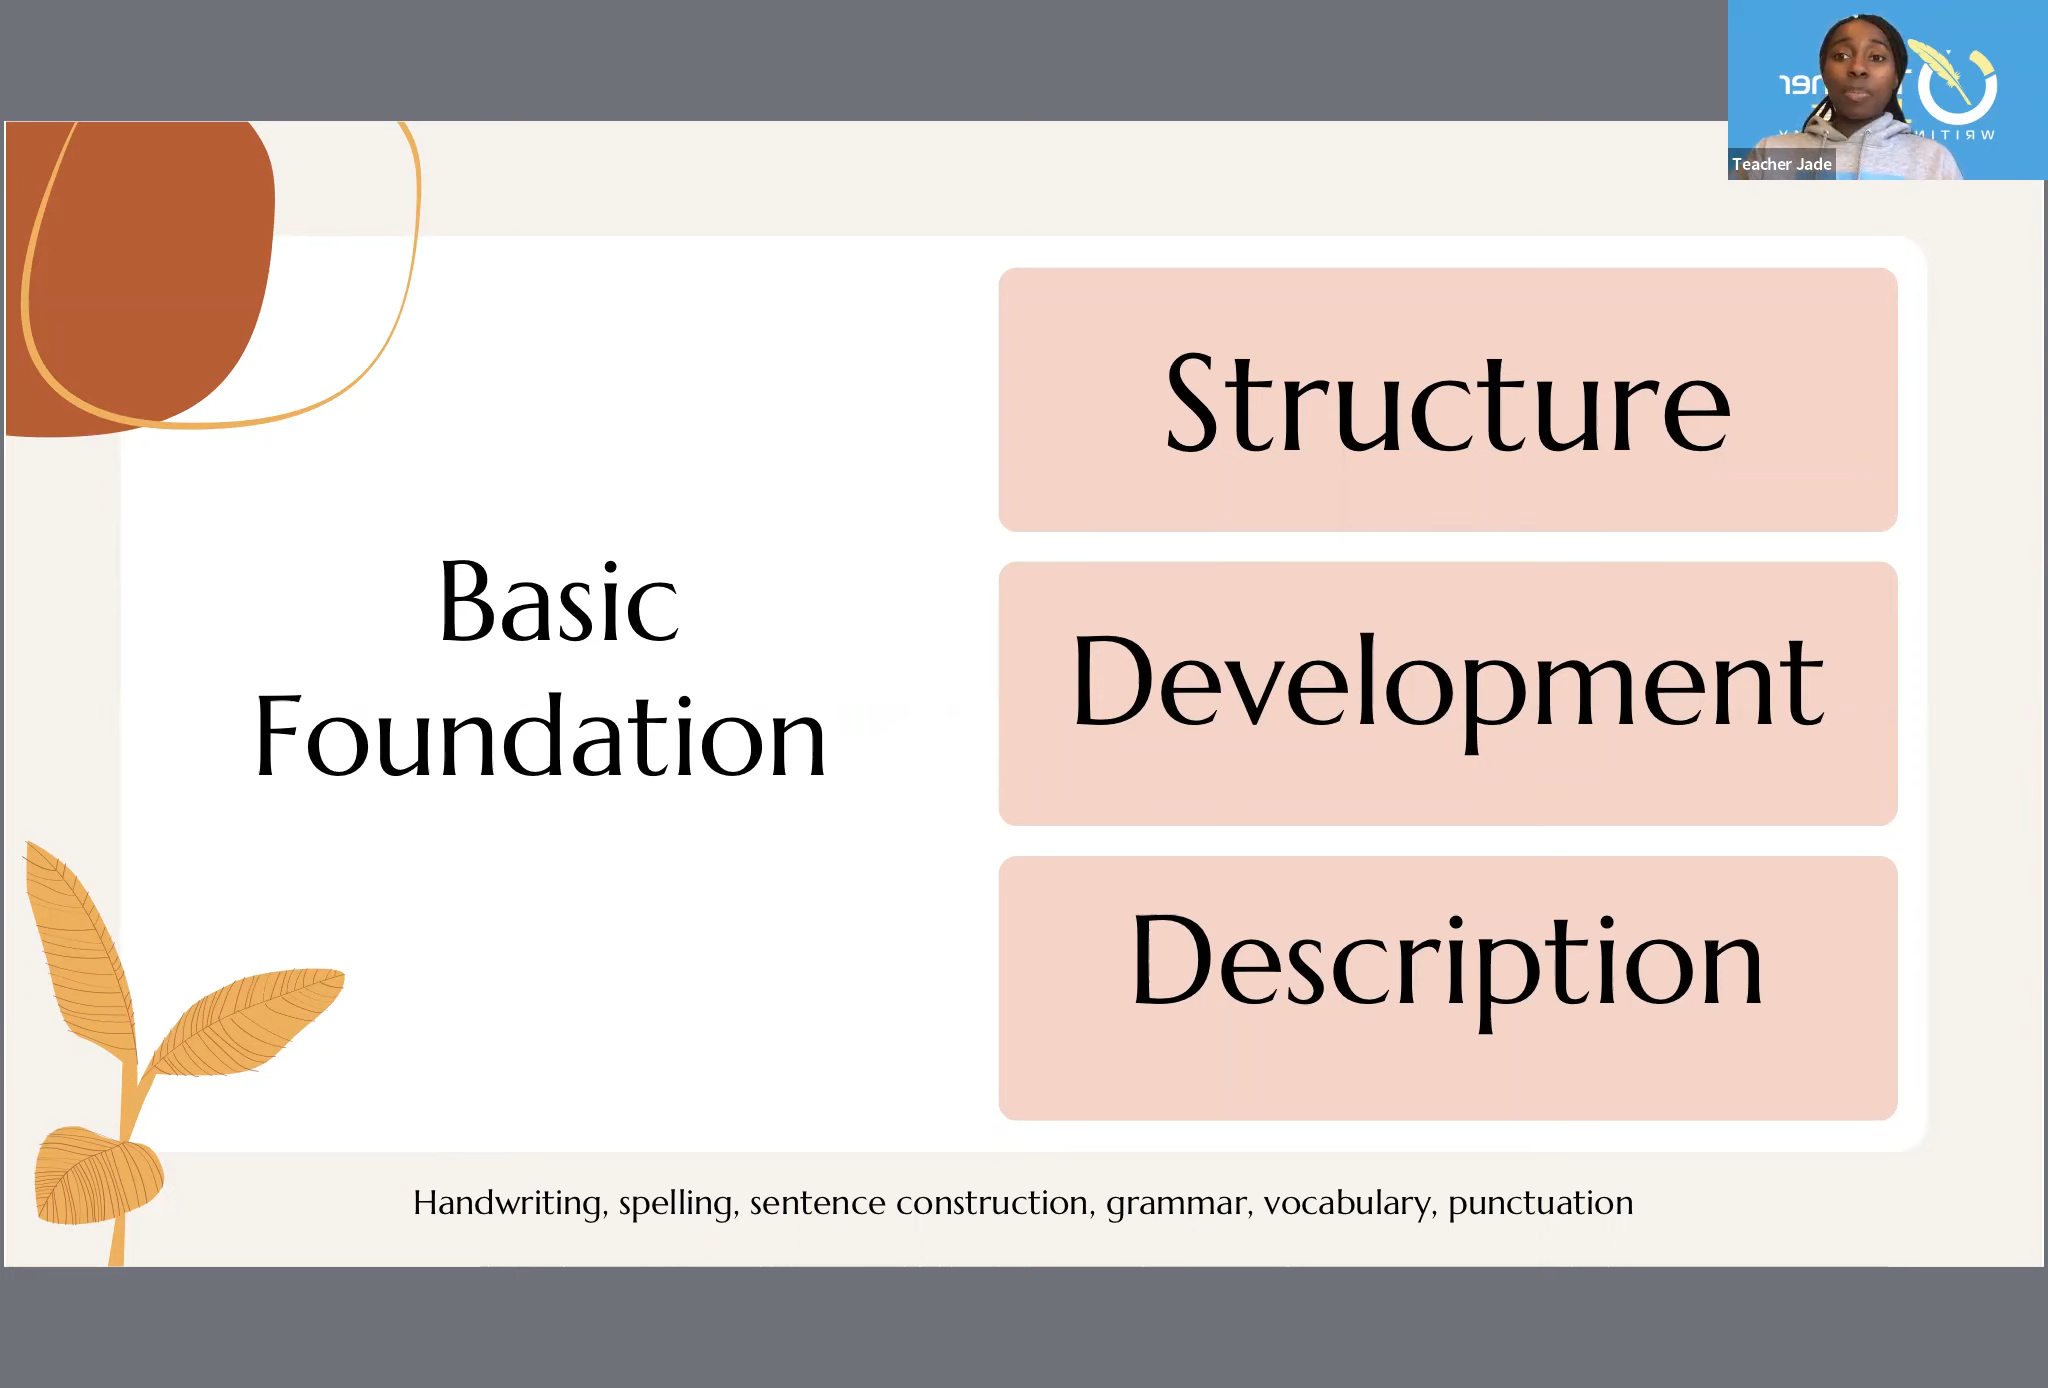 Teacher Jade
Basic
Foundation
Structure
Development
Description
Handwriting, spelling, sentence construction, grammar, vocabulary, punctuation